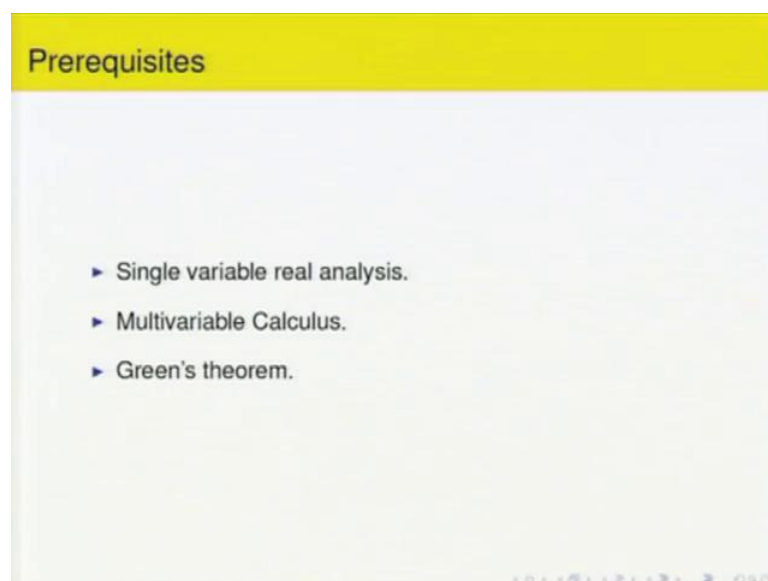 Prerequisites
Single variable real analysis.
Multivariable Calculus.
Green's theorem.